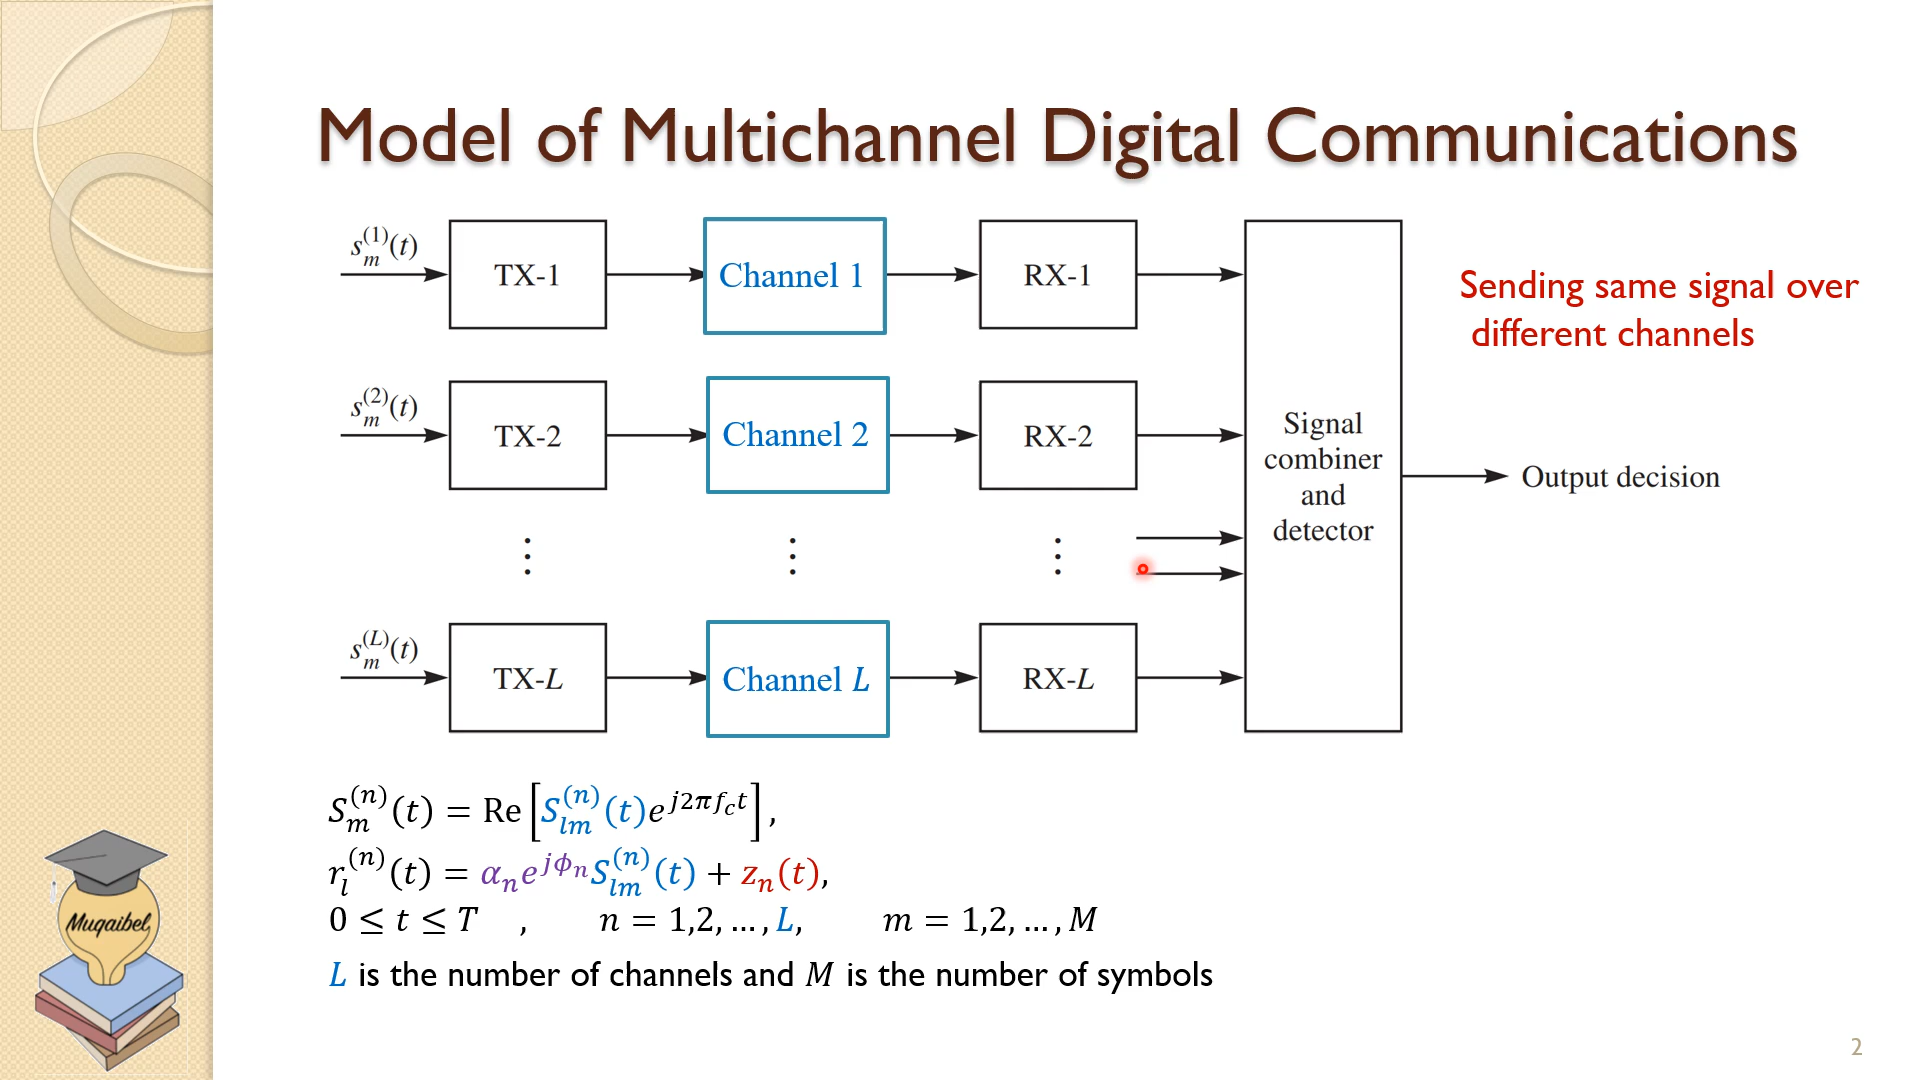 Model of Multichannel Digital Communications
s_m^{(1)}(t)
TX-1
Channel 1
RX-1
Sending same signal over
different channels
s_m^{(2)}(t)
TX-2
Channel 2
RX-2
Signal
combiner
and
detector
Output decision
⋮ ⋮ ⋮
s_m^{(L)}(t)
TX-L
Channel L
RX-L
S_m^{(n)}(t) = Re[S_{lm}^{(n)}(t)e^{j2πf_ct}],
r_l^{(n)}(t) = α_n e^{jϕ_n} S_{lm}^{(n)}(t) + z_n(t),
0 ≤ t ≤ T , n = 1,2, … , L, m = 1,2, … , M
L is the number of channels and M is the number of symbols
Muqaibel
2